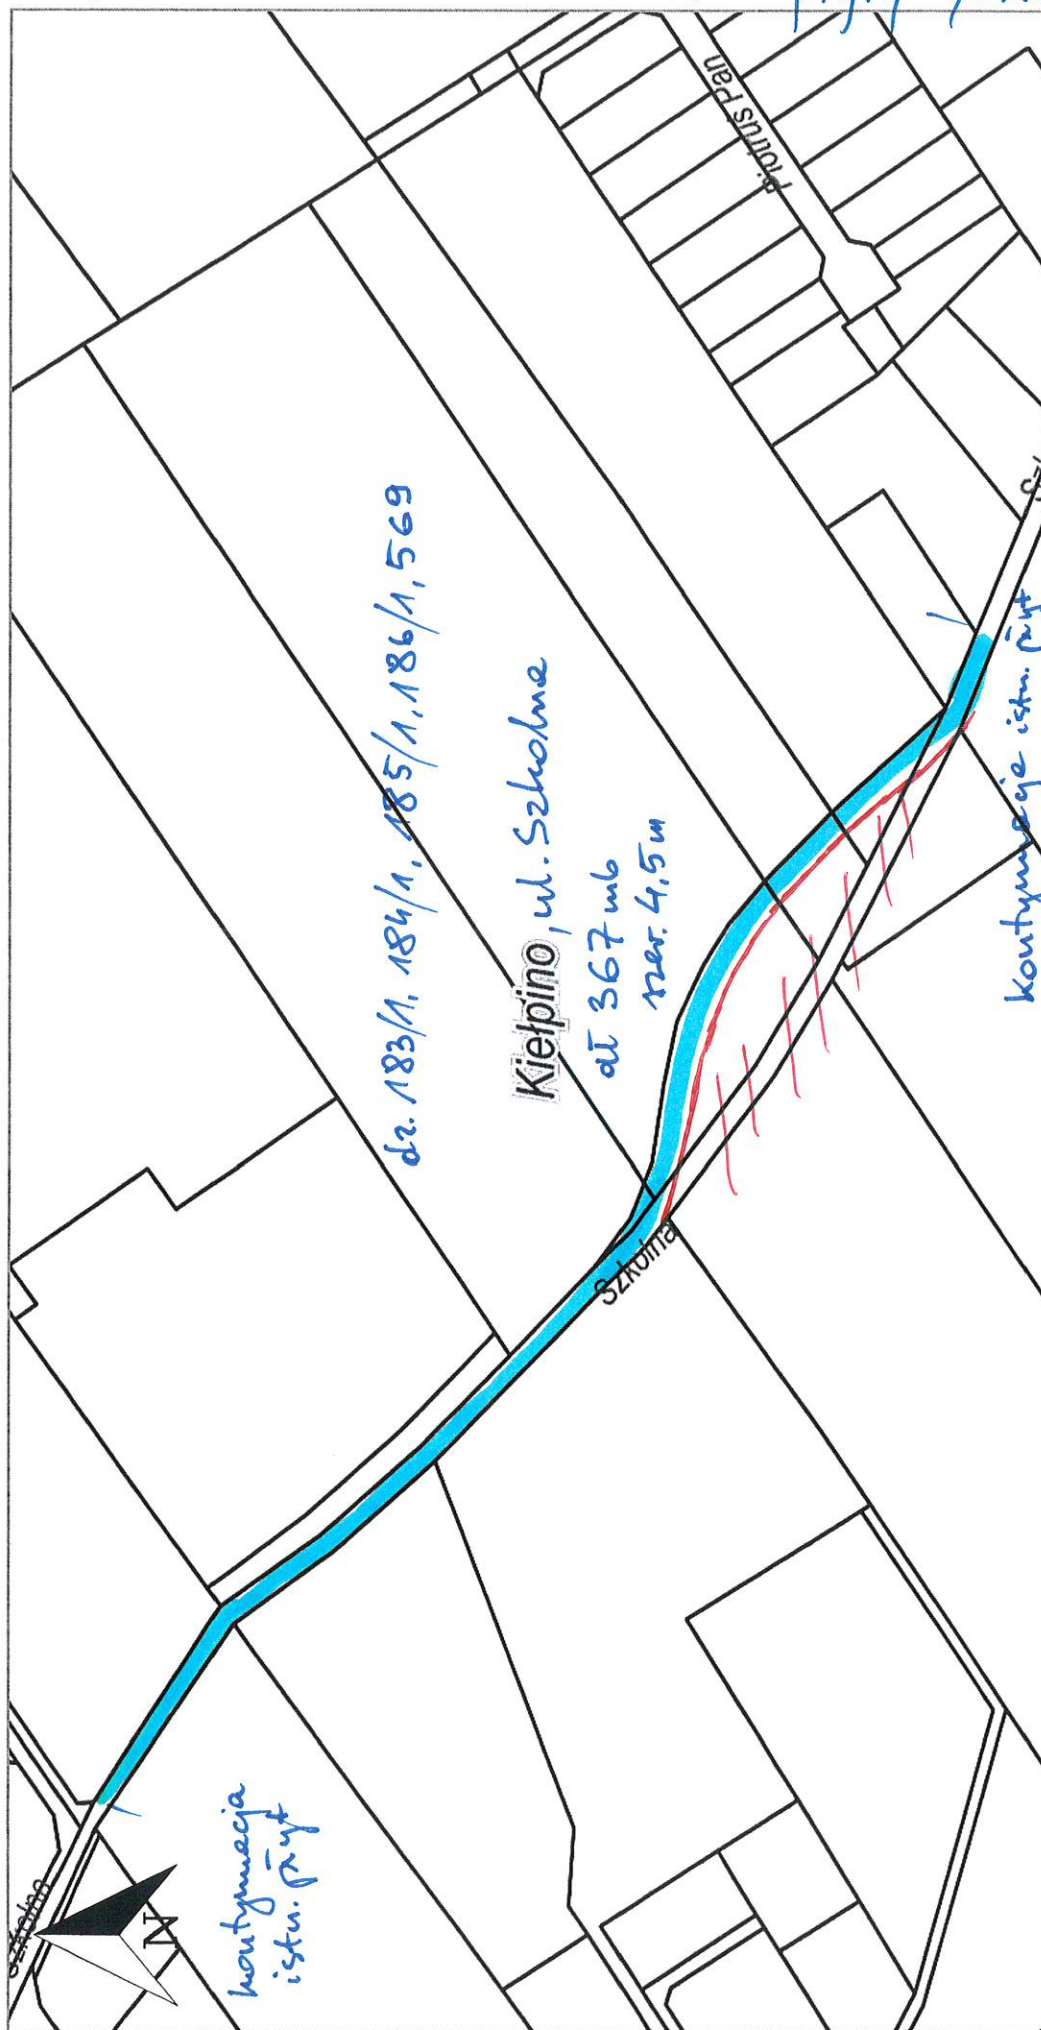 Piotruś Pan
dz. 183/1, 184/1, 185/1, 186/1, 569
Kiełpino, ul. Szkolna
dł 367 mb
szer. 4,5 m
Szkolna
kontynuacja istn. płyt
kontynuacja
istn. płyt
Szkolna
N